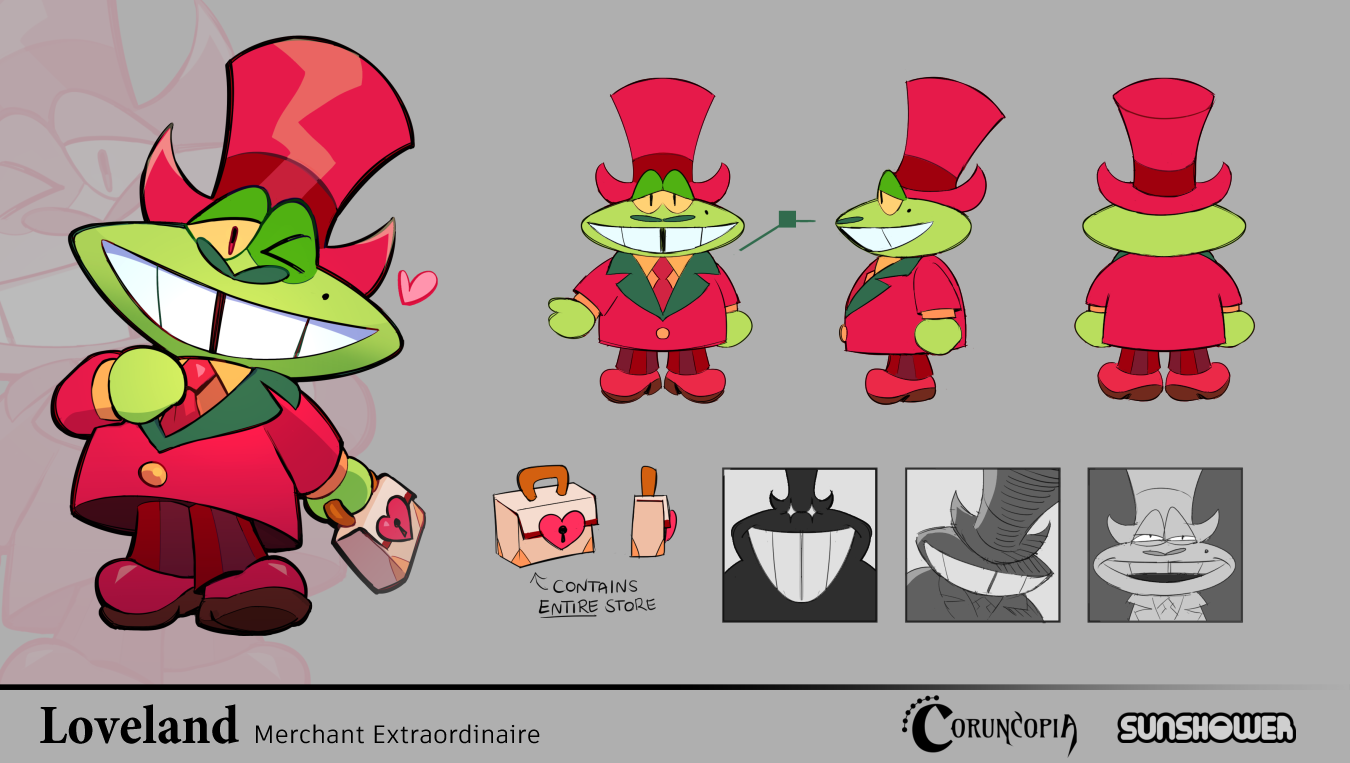 CONTAINS
ENTIRE STORE
Loveland Merchant Extraordinaire
CORUNCOPIA
SUNSHOWER